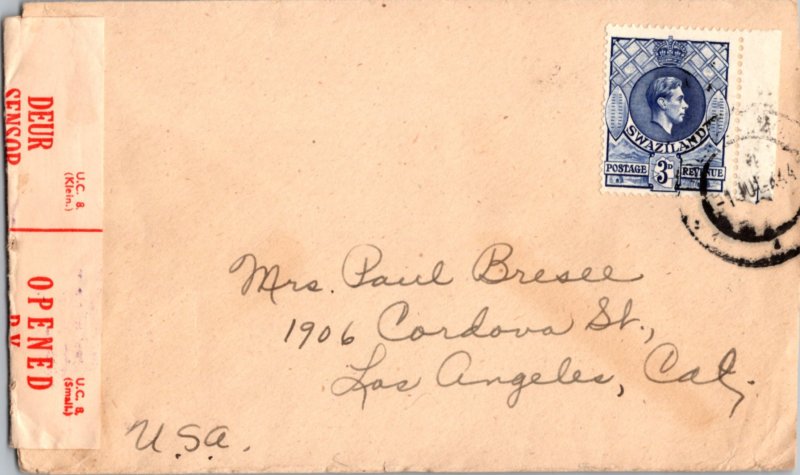 DEUR
SENSOR
U.C. 8.
(Klein.)
OPENED
BY
U.C. 8,
(Small.)
SWAZILAND
POSTAGE 3D REVENUE
Mrs. Paul Bresee
1906 Cordova St.,
Los Angeles, Cal,
U.S.A.